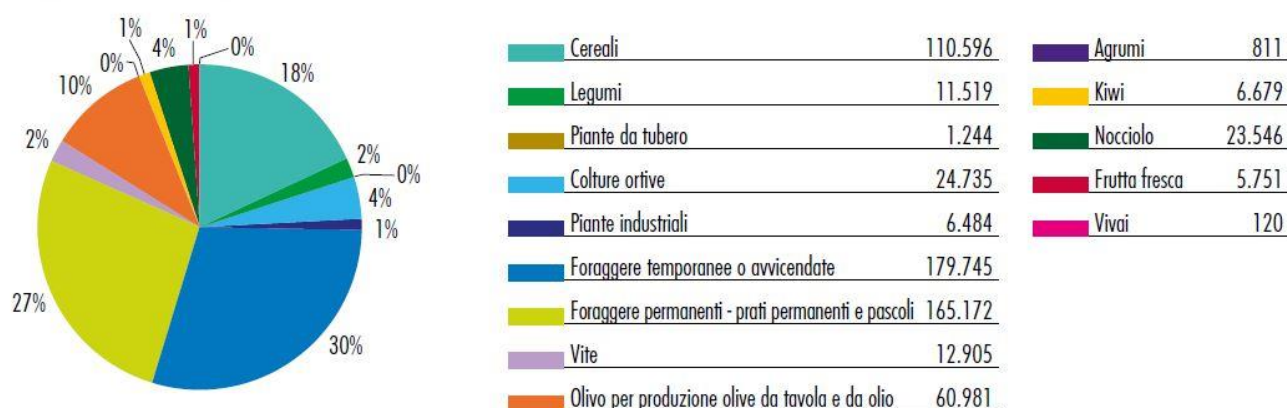 1%
4%
1%
0%
0%
10%
18%
2%
2%
0%
4%
1%
27%
30%
Cereali 110.596
Legumi 11.519
Piante da tubero 1.244
Colture ortive 24.735
Piante industriali 6.484
Foraggere temporanee o avvicendate 179.745
Foraggere permanenti - prati permanenti e pascoli 165.172
Vite 12.905
Olivo per produzione olive da tavola e da olio 60.981
Agrumi 811
Kiwi 6.679
Nocciolo 23.546
Frutta fresca 5.751
Vivai 120